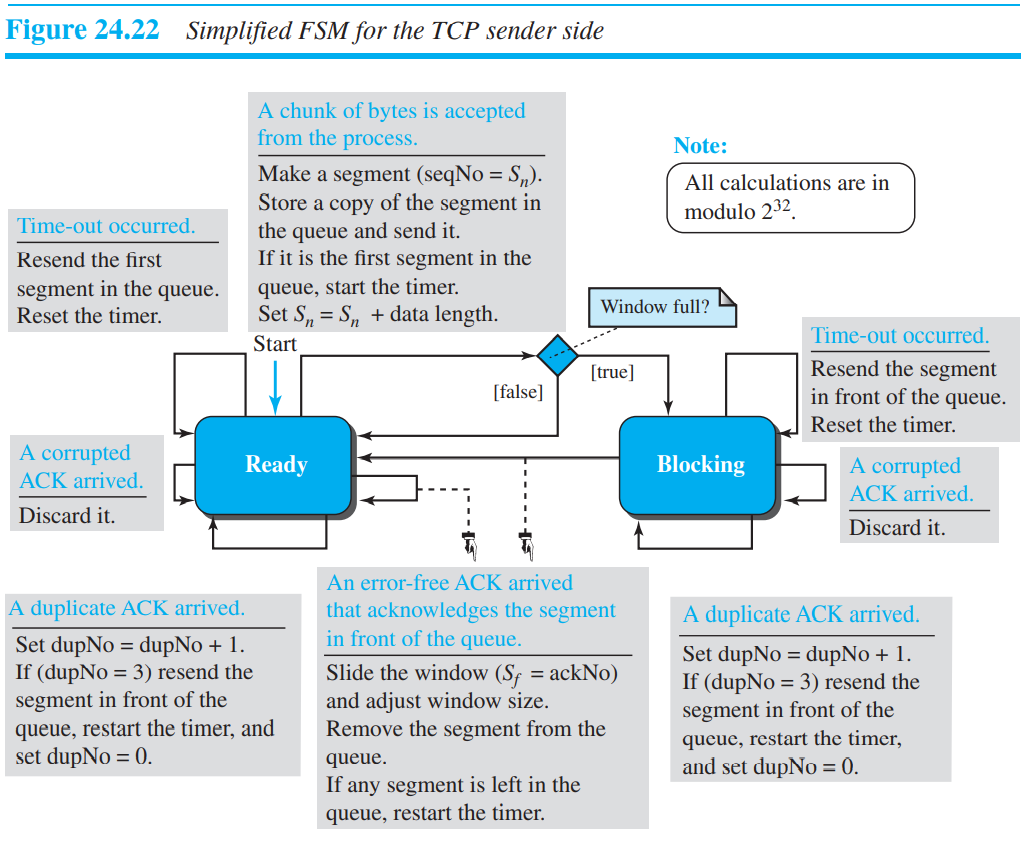 Figure 24.22 Simplified FSM for the TCP sender side
A chunk of bytes is accepted
from the process.
Make a segment (seqNo = Sₙ).
Store a copy of the segment in
the queue and send it.
If it is the first segment in the
queue, start the timer.
Set Sₙ = Sₙ + data length.
Note:
All calculations are in
modulo 2³².
Time-out occurred.
Resend the first
segment in the queue.
Reset the timer.
Window full?
Start
[true]
[false]
Time-out occurred.
Resend the segment
in front of the queue.
Reset the timer.
A corrupted
ACK arrived.
Discard it.
Ready
Blocking
A corrupted
ACK arrived.
Discard it.
A duplicate ACK arrived.
Set dupNo = dupNo + 1.
If (dupNo = 3) resend the
segment in front of the
queue, restart the timer, and
set dupNo = 0.
An error-free ACK arrived
that acknowledges the segment
in front of the queue.
Slide the window (S_f = ackNo)
and adjust window size.
Remove the segment from the
queue.
If any segment is left in the
queue, restart the timer.
A duplicate ACK arrived.
Set dupNo = dupNo + 1.
If (dupNo = 3) resend the
segment in front of the
queue, restart the timer,
and set dupNo = 0.